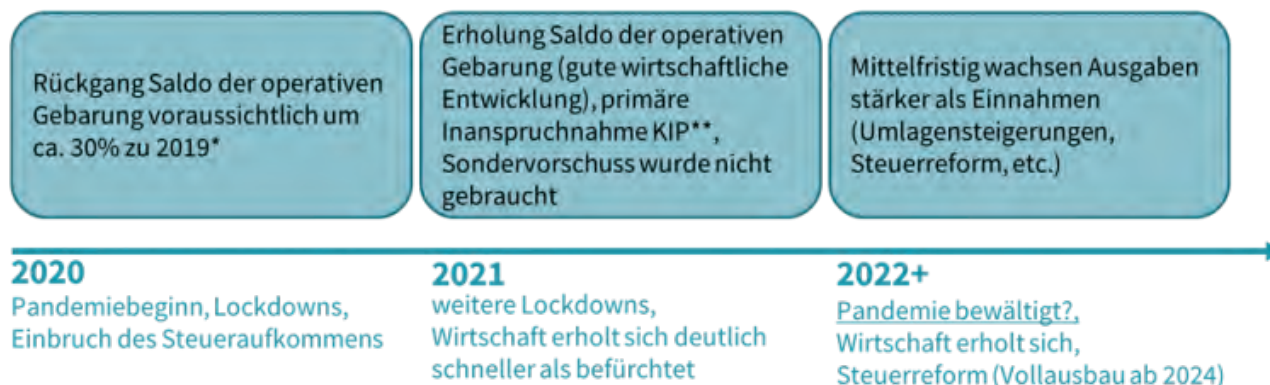 Rückgang Saldo der operativen
Gebarung voraussichtlich um
ca. 30% zu 2019*
Erholung Saldo der operativen
Gebarung (gute wirtschaftliche
Entwicklung), primäre
Inanspruchnahme KIP**,
Sondervorschuss wurde nicht
gebraucht
Mittelfristig wachsen Ausgaben
stärker als Einnahmen
(Umlagensteigerungen,
Steuerreform, etc.)
2020
Pandemiebeginn, Lockdowns,
Einbruch des Steueraufkommens
2021
weitere Lockdowns,
Wirtschaft erholt sich deutlich
schneller als befürchtet
2022+
Pandemie bewältigt?,
Wirtschaft erholt sich,
Steuerreform (Vollausbau ab 2024)